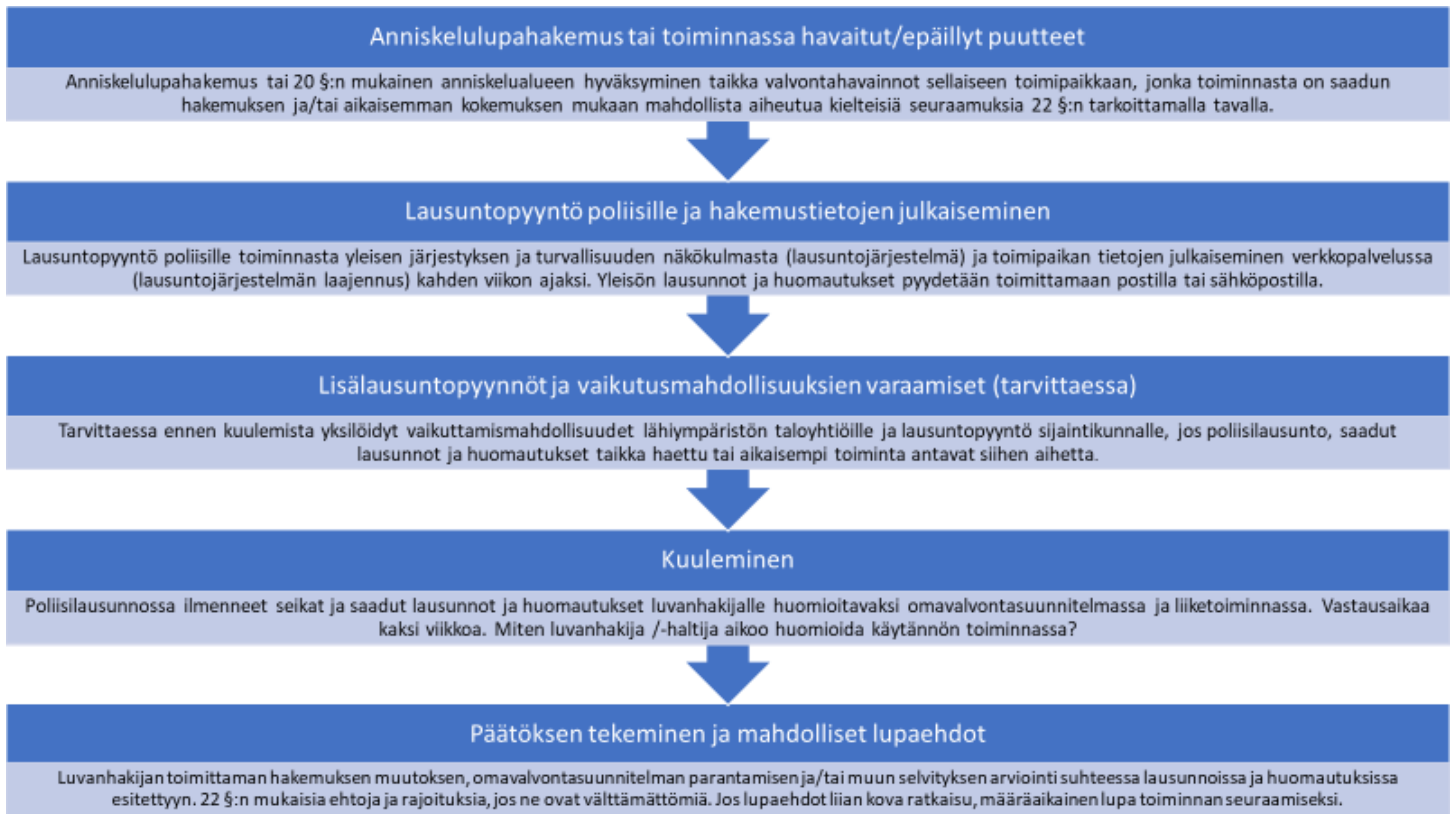 Anniskelulupahakemus tai toiminnassa havaitut/epäillyt puutteet
Anniskelulupahakemus tai 20 §:n mukainen anniskelualueen hyväksyminen taikka valvontahavainnot sellaiseen toimipaikkaan, jonka toiminnasta on saadun
hakemuksen ja/tai aikaisemman kokemuksen mukaan mahdollista aiheutua kielteisiä seuraamuksia 22 §:n tarkoittamalla tavalla.
Lausuntopyyntö poliisille ja hakemustietojen julkaiseminen
Lausuntopyyntö poliisille toiminnasta yleisen järjestyksen ja turvallisuuden näkökulmasta (lausuntojärjestelmä) ja toimipaikan tietojen julkaiseminen verkkopalvelussa
(lausuntojärjestelmän laajennus) kahden viikon ajaksi. Yleisön lausunnot ja huomautukset pyydetään toimittamaan postilla tai sähköpostilla.
Lisälausuntopyynnöt ja vaikutusmahdollisuuksien varaamiset (tarvittaessa)
Tarvittaessa ennen kuulemista yksilöidyt vaikuttamismahdollisuudet lähiympäristön taloyhtiöille ja lausuntopyyntö sijaintikunnalle, jos poliisilausunto, saadut
lausunnot ja huomautukset taikka haettu tai aikaisempi toiminta antavat siihen aihetta.
Kuuleminen
Poliisilausunnossa ilmenneet seikat ja saadut lausunnot ja huomautukset luvanhakijalle huomioitavaksi omavalvontasuunnitelmassa ja liiketoiminnassa. Vastausaikaa
kaksi viikkoa. Miten luvanhakija /-haltija aikoo huomioida käytännön toiminnassa?
Päätöksen tekeminen ja mahdolliset lupaehdot
Luvanhakijan toimittaman hakemuksen muutoksen, omavalvontasuunnitelman parantamisen ja/tai muun selvityksen arviointi suhteessa lausunnoissa ja huomautuksissa
esitettyyn. 22 §:n mukaisia ehtoja ja rajoituksia, jos ne ovat välttämättömiä. Jos lupaehdot liian kova ratkaisu, määräaikainen lupa toiminnan seuraamiseksi.